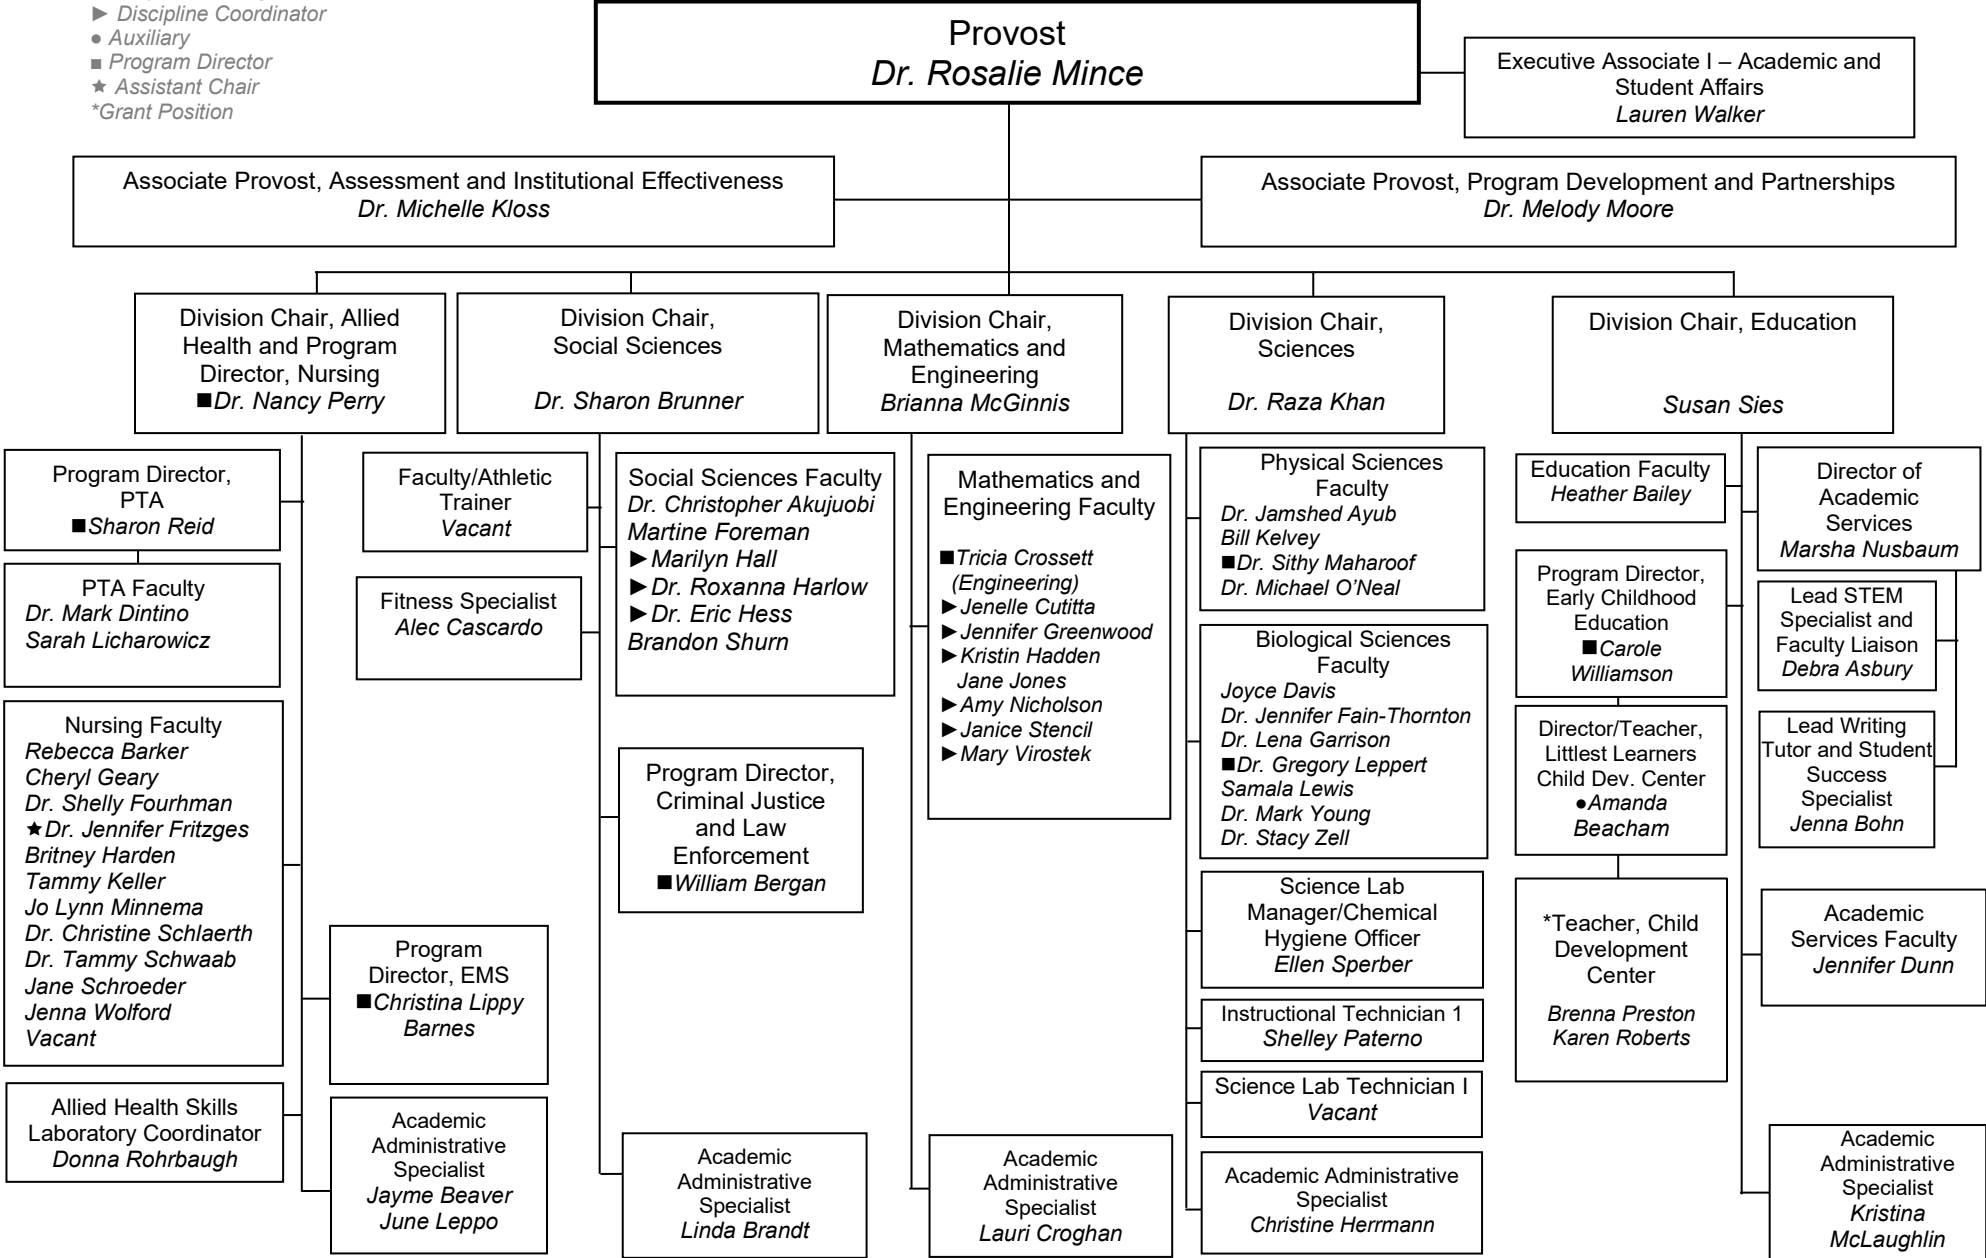 ► Discipline Coordinator
● Auxiliary
■ Program Director
★ Assistant Chair
*Grant Position
Provost
Dr. Rosalie Mince
Executive Associate I – Academic and
Student Affairs
Lauren Walker
Associate Provost, Assessment and Institutional Effectiveness
Dr. Michelle Kloss
Associate Provost, Program Development and Partnerships
Dr. Melody Moore
Division Chair, Allied
Health and Program
Director, Nursing
■Dr. Nancy Perry
Division Chair,
Social Sciences
Dr. Sharon Brunner
Division Chair,
Mathematics and
Engineering
Brianna McGinnis
Division Chair,
Sciences
Dr. Raza Khan
Division Chair, Education
Susan Sies
Program Director,
PTA
■Sharon Reid
PTA Faculty
Dr. Mark Dintino
Sarah Licharowicz
Nursing Faculty
Rebecca Barker
Cheryl Geary
Dr. Shelly Fourhman
★Dr. Jennifer Fritzges
Britney Harden
Tammy Keller
Jo Lynn Minnema
Dr. Christine Schlaerth
Dr. Tammy Schwaab
Jane Schroeder
Jenna Wolford
Vacant
Allied Health Skills
Laboratory Coordinator
Donna Rohrbaugh
Program
Director, EMS
■Christina Lippy
Barnes
Academic
Administrative
Specialist
Jayme Beaver
June Leppo
Faculty/Athletic
Trainer
Vacant
Fitness Specialist
Alec Cascardo
Social Sciences Faculty
Dr. Christopher Akujuobi
Martine Foreman
►Marilyn Hall
►Dr. Roxanna Harlow
►Dr. Eric Hess
Brandon Shurn
Program Director,
Criminal Justice
and Law
Enforcement
■William Bergan
Academic
Administrative
Specialist
Linda Brandt
Mathematics and
Engineering Faculty
■Tricia Crossett
(Engineering)
►Jenelle Cutitta
►Jennifer Greenwood
►Kristin Hadden
Jane Jones
►Amy Nicholson
►Janice Stencil
►Mary Virostek
Academic
Administrative
Specialist
Lauri Croghan
Physical Sciences
Faculty
Dr. Jamshed Ayub
Bill Kelvey
■Dr. Sithy Maharoof
Dr. Michael O’Neal
Biological Sciences
Faculty
Joyce Davis
Dr. Jennifer Fain-Thornton
Dr. Lena Garrison
■Dr. Gregory Leppert
Samala Lewis
Dr. Mark Young
Dr. Stacy Zell
Science Lab
Manager/Chemical
Hygiene Officer
Ellen Sperber
Instructional Technician 1
Shelley Paterno
Science Lab Technician I
Vacant
Academic Administrative
Specialist
Christine Herrmann
Education Faculty
Heather Bailey
Program Director,
Early Childhood
Education
■Carole
Williamson
Director/Teacher,
Littlest Learners
Child Dev. Center
●Amanda
Beacham
*Teacher, Child
Development
Center
Brenna Preston
Karen Roberts
Director of
Academic
Services
Marsha Nusbaum
Lead STEM
Specialist and
Faculty Liaison
Debra Asbury
Lead Writing
Tutor and Student
Success
Specialist
Jenna Bohn
Academic
Services Faculty
Jennifer Dunn
Academic
Administrative
Specialist
Kristina
McLaughlin